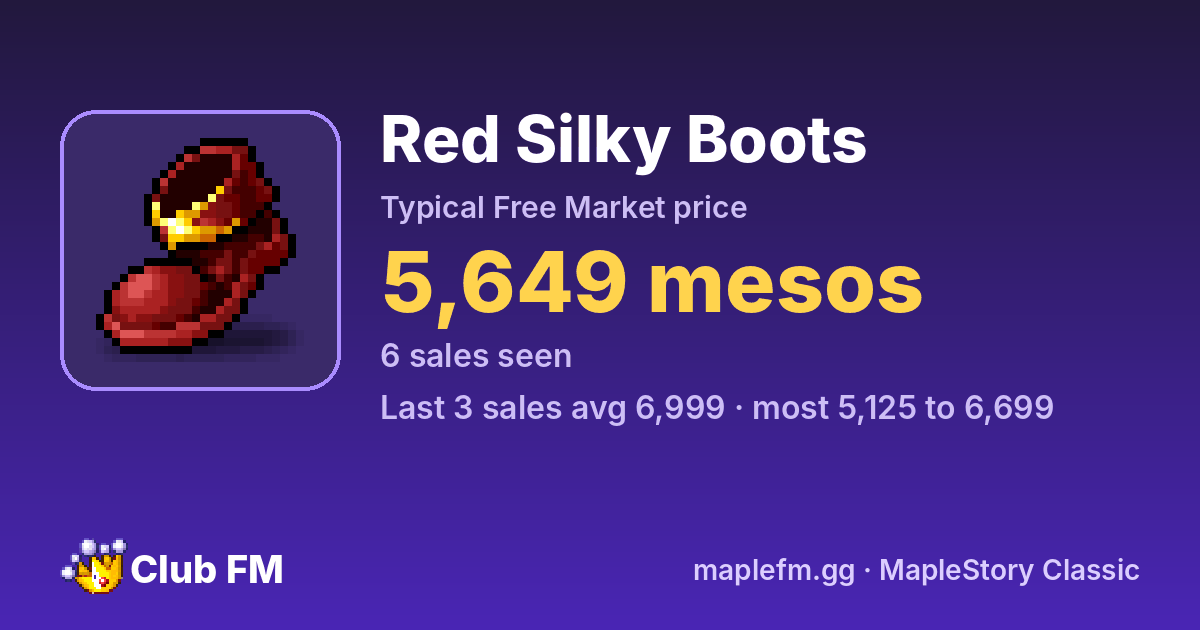 Red Silky Boots
Typical Free Market price
5,649 mesos
6 sales seen
Last 3 sales avg 6,999 · most 5,125 to 6,699
Club FM
maplefm.gg · MapleStory Classic